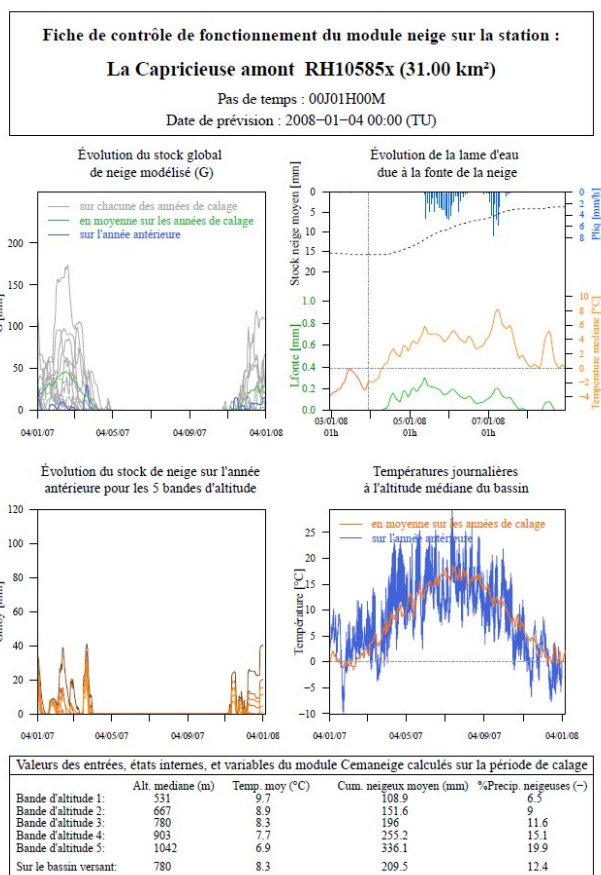 Fiche de contrôle de fonctionnement du module neige sur la station :
La Capricieuse amont RH10585x (31.00 km²)
Pas de temps : 00J01H00M
Date de prévision : 2008−01−04 00:00 (TU)
Évolution du stock global
de neige modélisé (G)
sur chacune des années de calage
en moyenne sur les années de calage
sur l'année antérieure
200
150
100
50
0
04/01/07 04/05/07 04/09/07 04/01/08
Évolution de la lame d'eau
due à la fonte de la neige
Stock neige moyen [mm]
0
5
10
15
20
Pliq [mm/h]
0
2
4
6
8
Lfonte [mm]
1.0
0.8
0.6
0.4
0.2
0.0
Température médiane [°C]
10
8
6
4
2
0
−2
−4
03/01/08 05/01/08 07/01/08
01h 01h 01h
Évolution du stock de neige sur l'année
antérieure pour les 5 bandes d'altitude
120
100
80
60
40
20
0
04/01/07 04/05/07 04/09/07 04/01/08
Températures journalières
à l'altitude médiane du bassin
en moyenne sur les années de calage
sur l'année antérieure
Température [°C]
25
20
15
10
5
0
−5
−10
04/01/07 04/05/07 04/09/07 04/01/08
Valeurs des entrées, états internes, et variables du module Cemaneige calculés sur la période de calage
Alt. mediane (m) Temp. moy (°C) Cum. neigeux moyen (mm) %Precip. neigeuses (−)
Bande d'altitude 1: 531 9.7 108.9 6.5
Bande d'altitude 2: 667 8.9 151.6 9
Bande d'altitude 3: 780 8.3 196 11.6
Bande d'altitude 4: 903 7.7 255.2 15.1
Bande d'altitude 5: 1042 6.9 336.1 19.9
Sur le bassin versant: 780 8.3 209.5 12.4